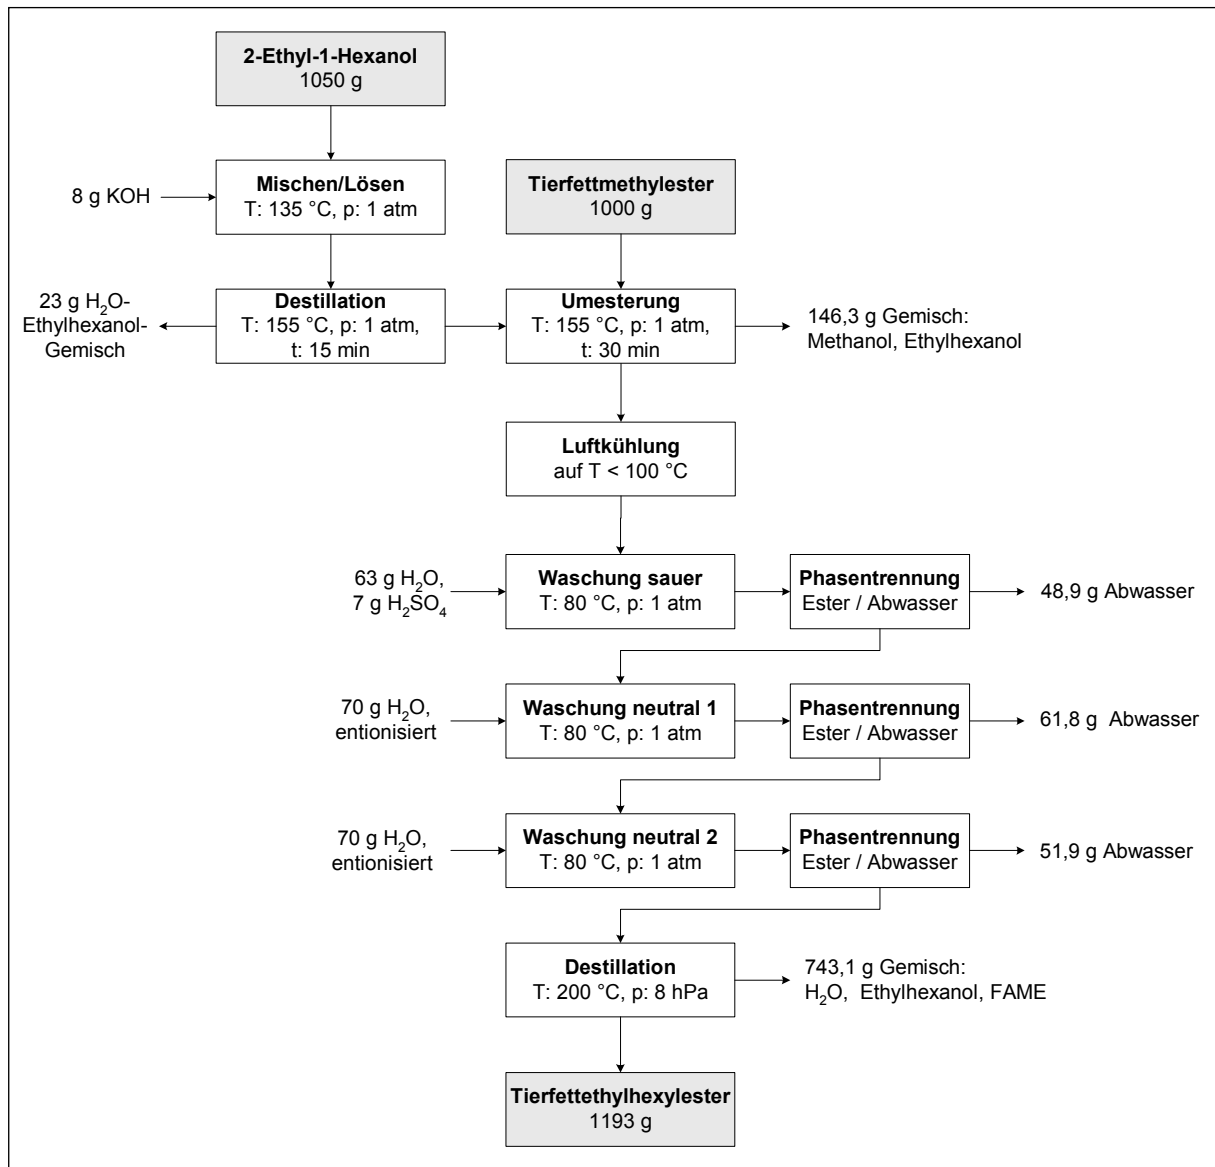 2-Ethyl-1-Hexanol
1050 g
8 g KOH
Mischen/Lösen
T: 135 °C, p: 1 atm
Tierfettmethylester
1000 g
23 g H₂O-
Ethylhexanol-
Gemisch
Destillation
T: 155 °C, p: 1 atm,
t: 15 min
Umesterung
T: 155 °C, p: 1 atm,
t: 30 min
146,3 g Gemisch:
Methanol, Ethylhexanol
Luftkühlung
auf T < 100 °C
63 g H₂O,
7 g H₂SO₄
Waschung sauer
T: 80 °C, p: 1 atm
Phasentrennung
Ester / Abwasser
48,9 g Abwasser
70 g H₂O,
entionisiert
Waschung neutral 1
T: 80 °C, p: 1 atm
Phasentrennung
Ester / Abwasser
61,8 g Abwasser
70 g H₂O,
entionisiert
Waschung neutral 2
T: 80 °C, p: 1 atm
Phasentrennung
Ester / Abwasser
51,9 g Abwasser
Destillation
T: 200 °C, p: 8 hPa
743,1 g Gemisch:
H₂O, Ethylhexanol, FAME
Tierfettethylhexylester
1193 g